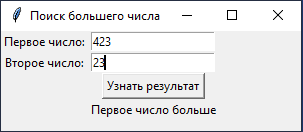 Поиск большего числа
Первое число: 423
Второе число: 23
Узнать результат
Первое число больше